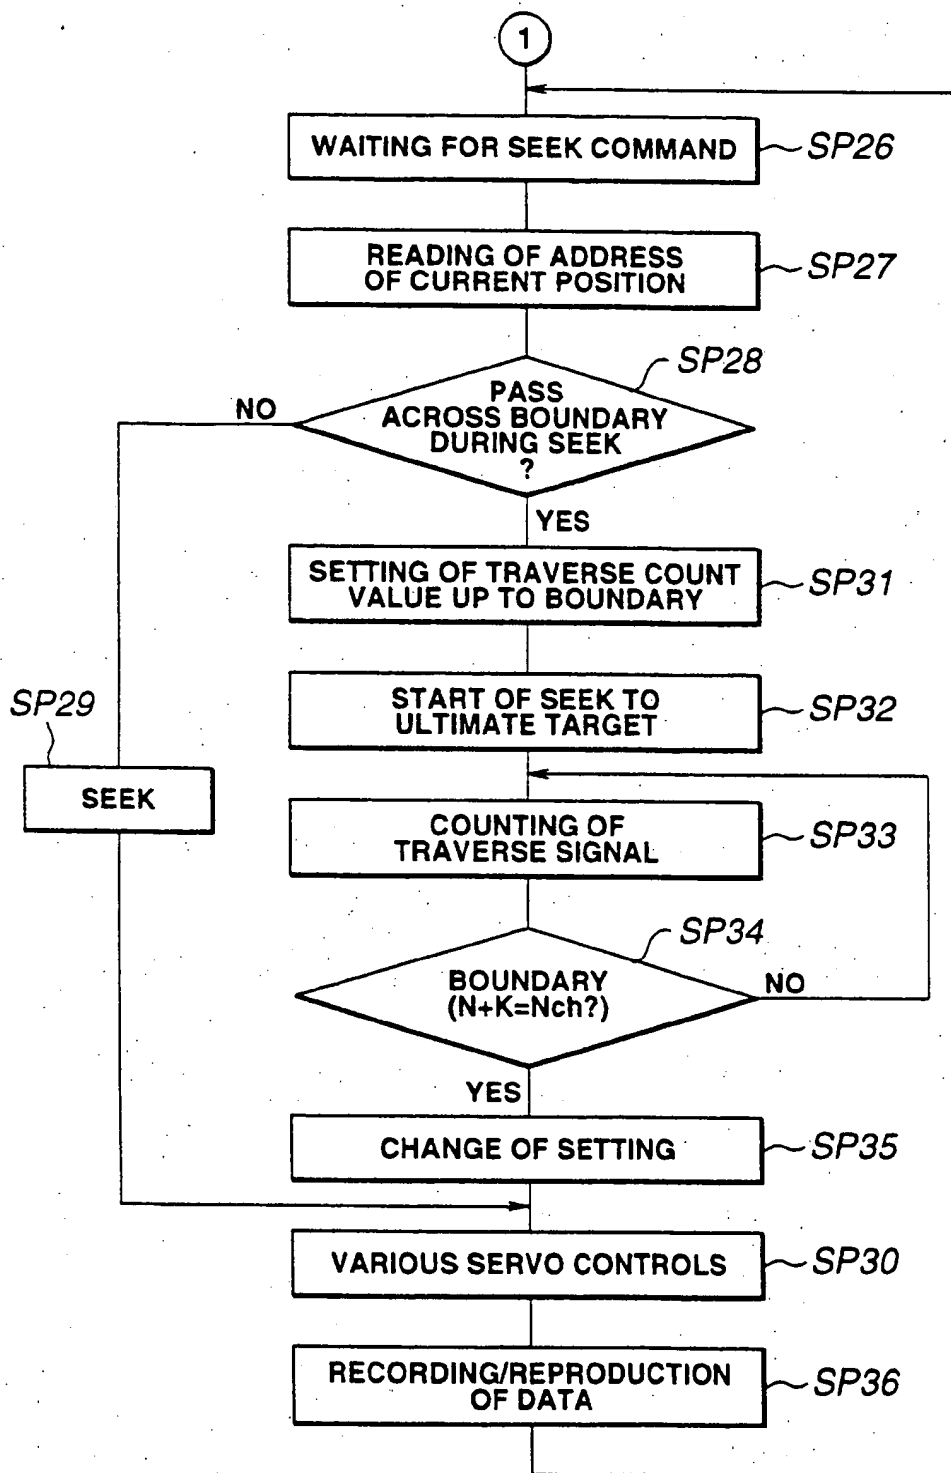 1
WAITING FOR SEEK COMMAND
SP26
READING OF ADDRESS
OF CURRENT POSITION
SP27
SP28
PASS
ACROSS BOUNDARY
DURING SEEK
?
NO
YES
SETTING OF TRAVERSE COUNT
VALUE UP TO BOUNDARY
SP31
START OF SEEK TO
ULTIMATE TARGET
SP32
SP29
SEEK
COUNTING OF
TRAVERSE SIGNAL
SP33
SP34
BOUNDARY
(N+K=Nch?)
NO
YES
CHANGE OF SETTING
SP35
VARIOUS SERVO CONTROLS
SP30
RECORDING/REPRODUCTION
OF DATA
SP36